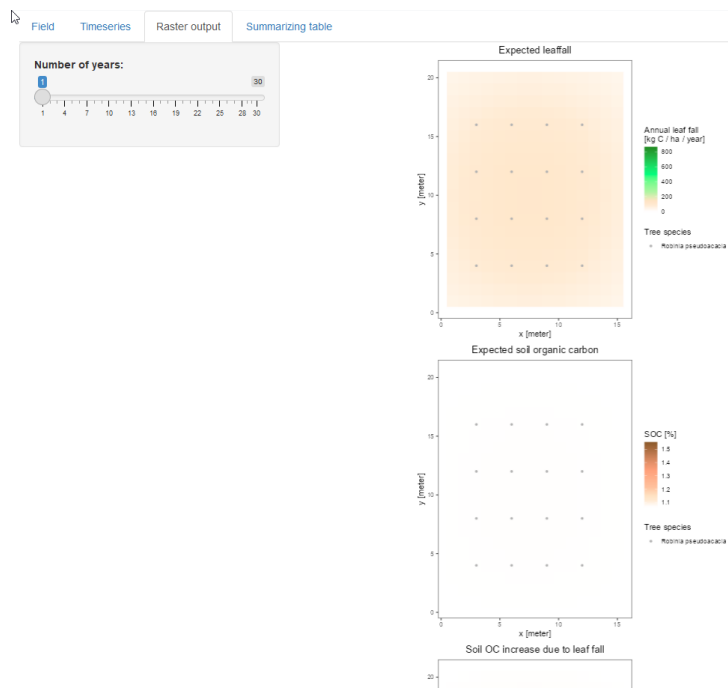 Field Timeseries Raster output Summarizing table
Number of years:
1 30
1 4 7 10 13 16 19 22 25 28 30
Expected leaffall
20
15
10
5
0
y [meter]
0 5 10 15
x [meter]
Annual leaf fall
[kg C / ha / year]
800
600
400
200
0
Tree species
Robinia pseudoacacia
Expected soil organic carbon
20
15
10
5
0
y [meter]
0 5 10 15
x [meter]
SOC [%]
1.5
1.4
1.3
1.2
1.1
Tree species
Robinia pseudoacacia
Soil OC increase due to leaf fall
20